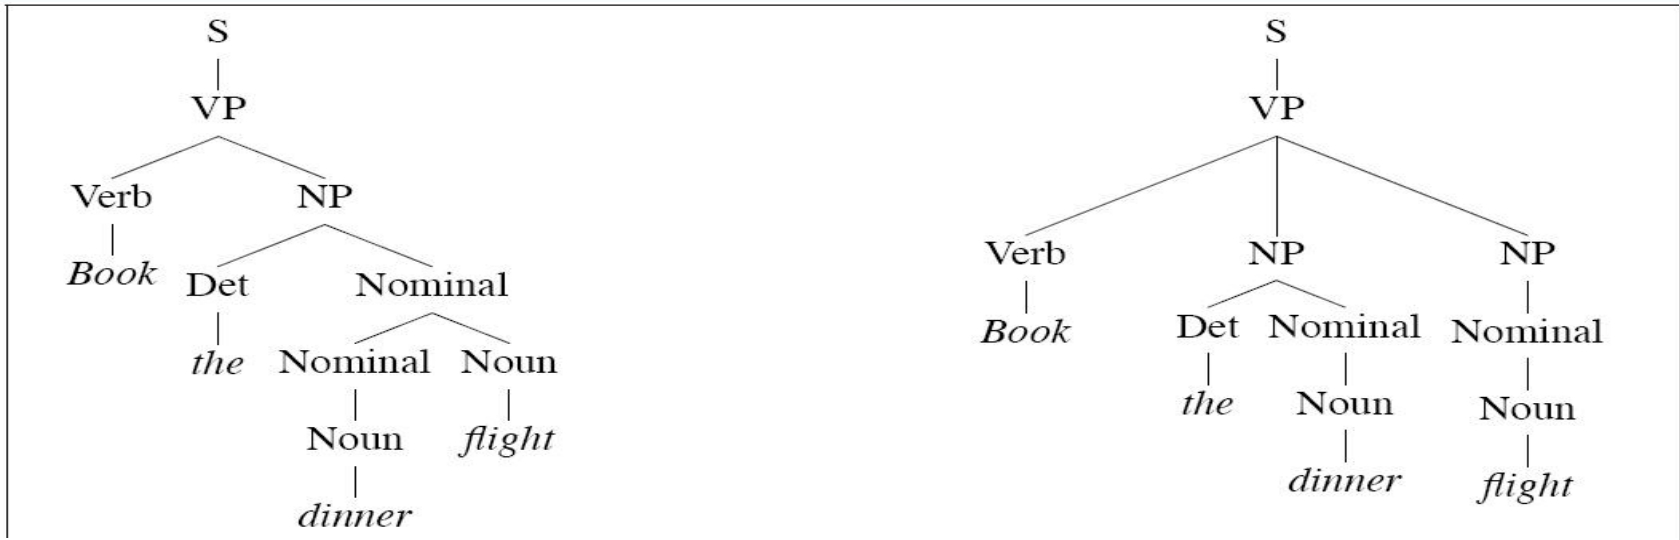 S
VP
Verb NP
Book Det Nominal
the Nominal Noun
Noun flight
dinner
S
VP
Verb NP NP
Book Det Nominal Nominal
the Noun Noun
dinner flight